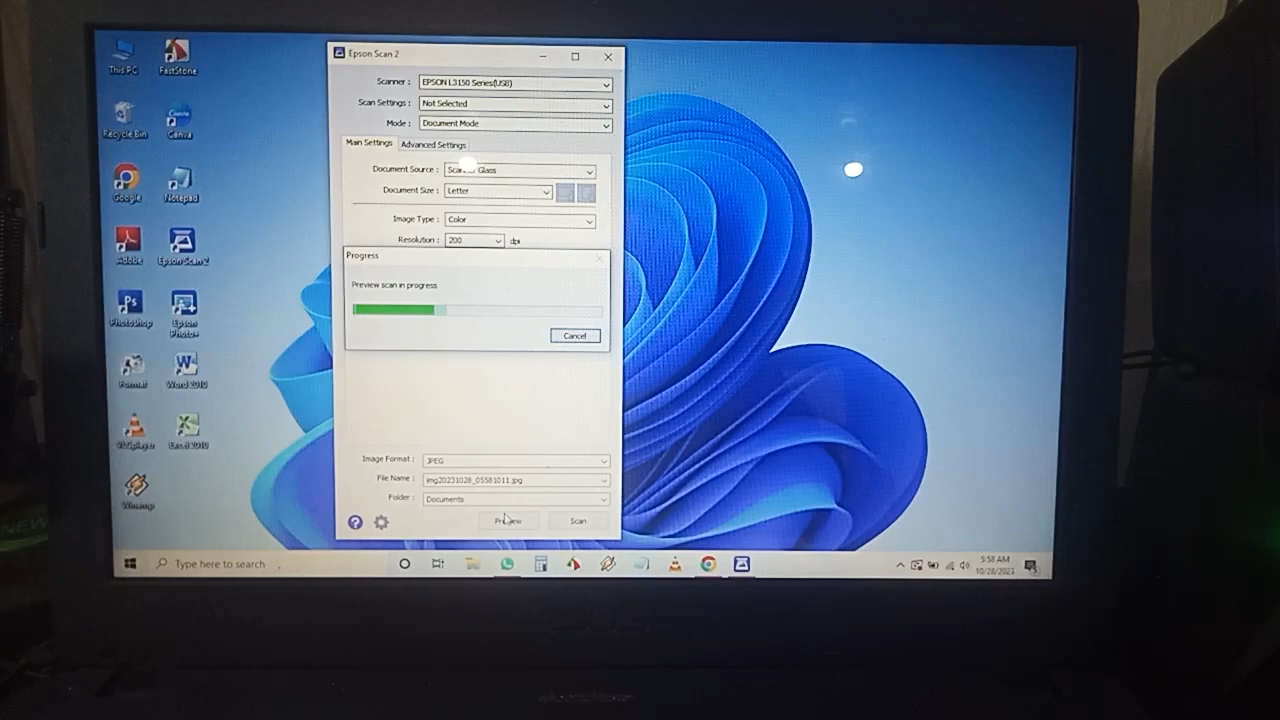 Epson Scan 2
Scanner : EPSON L3150 Series(USB)
Scan Settings : Not Selected
Mode : Document Mode
Main Settings Advanced Settings
Document Source : Glass
Document Size : Letter
Image Type : Color
Resolution : 200 dpi
Progress
Preview scan in progress
Cancel
Image Format : JPEG
File Name : img20231028_05581011.jpg
Folder : Documents
Preview Scan
This PC FastStone
Recycle Bin Canva
Google Notepad
Adobe Epson Scan 2
Photoshop Epson Photo+
Format Word 2010
VLCplayer Excel 2010
Winamp
Type here to search
5:58 AM
10/28/2023
NEW